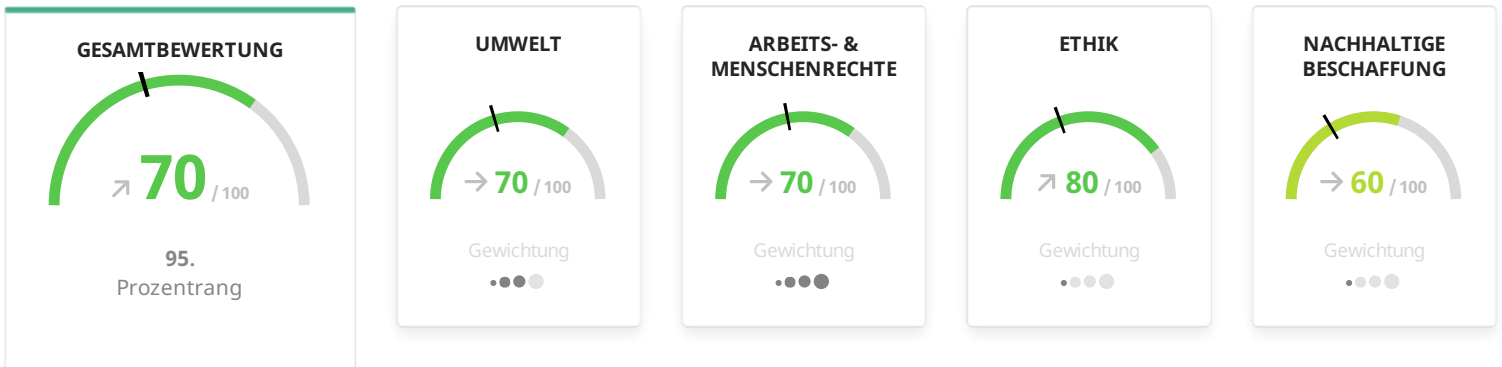 GESAMTBEWERTUNG
70 / 100
95.
Prozentrang
UMWELT
70 / 100
Gewichtung
ARBEITS- &
MENSCHENRECHTE
70 / 100
Gewichtung
ETHIK
80 / 100
Gewichtung
NACHHALTIGE
BESCHAFFUNG
60 / 100
Gewichtung